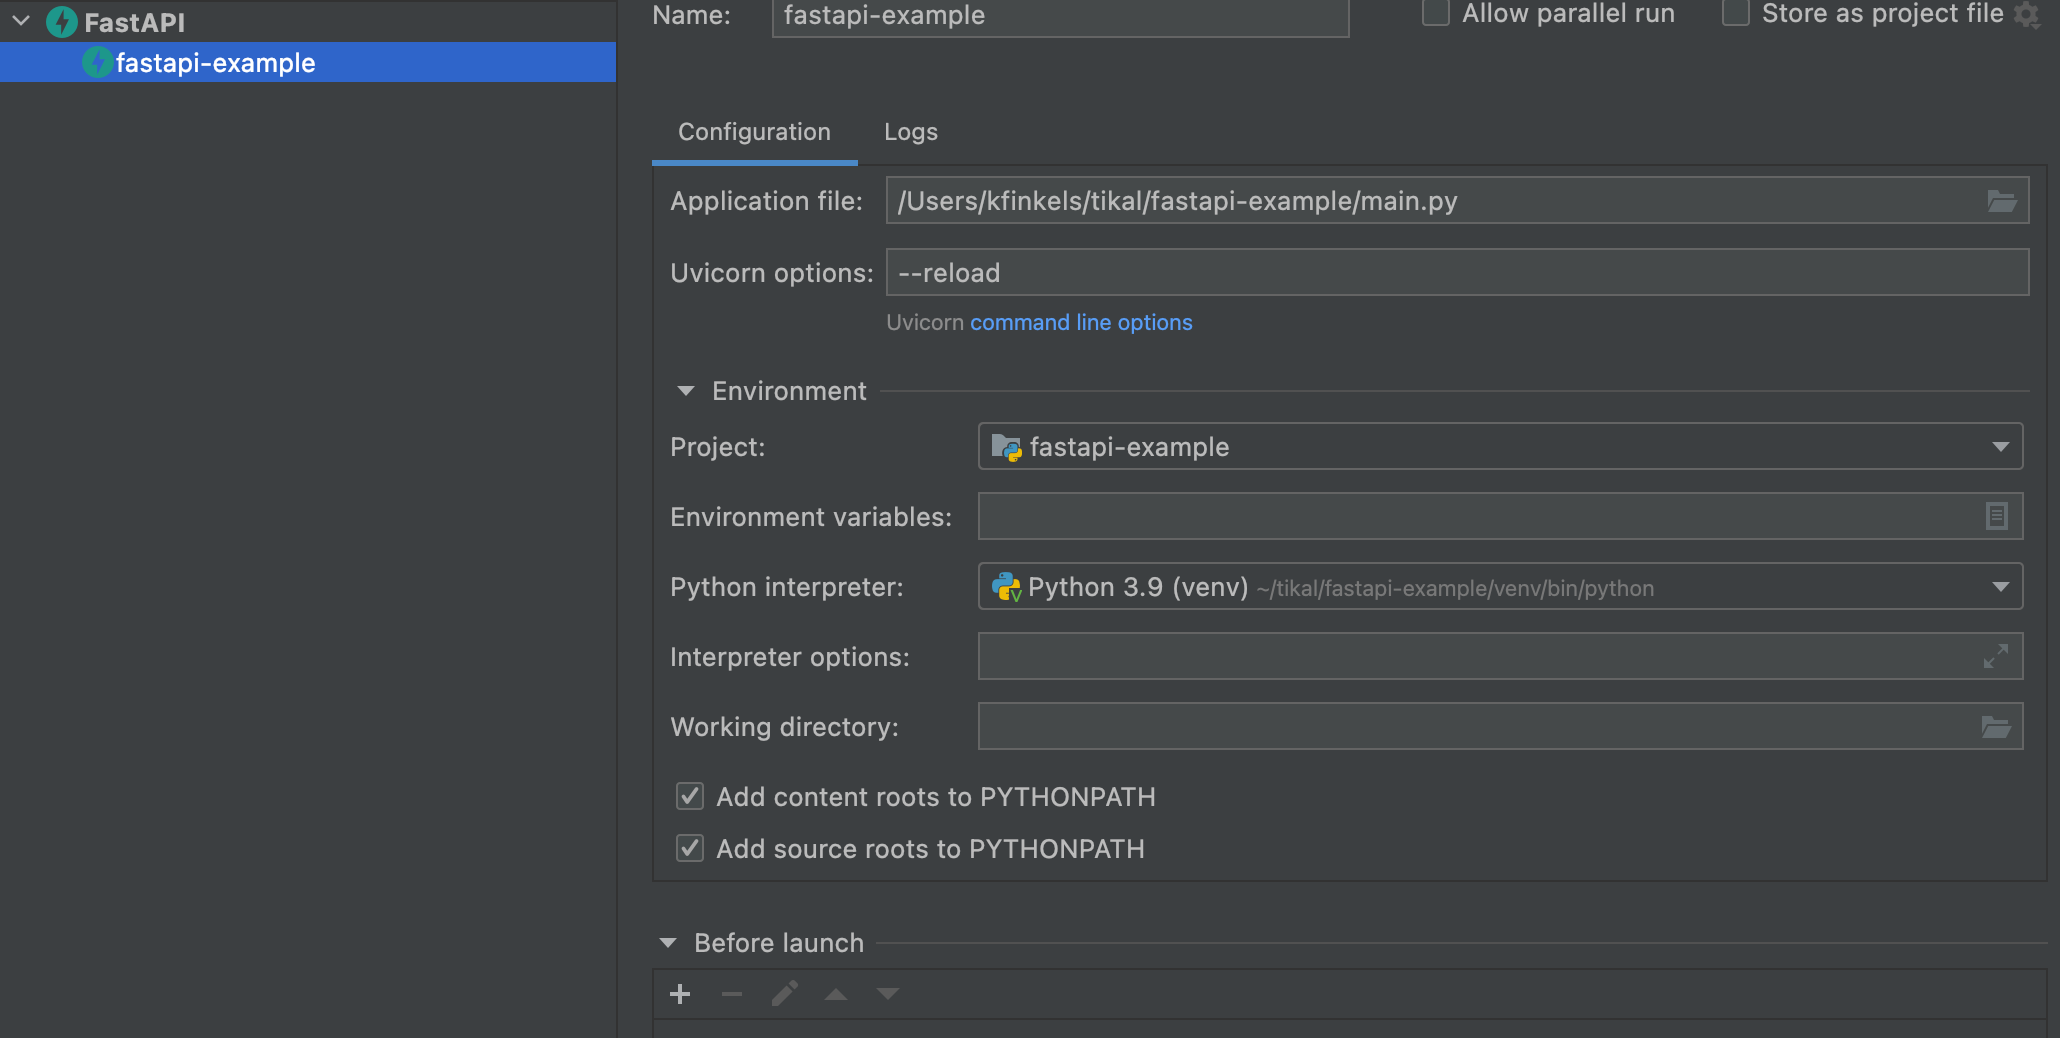 FastAPI
fastapi-example
Name: fastapi-example Allow parallel run Store as project file
Configuration Logs
Application file: /Users/kfinkels/tikal/fastapi-example/main.py
Uvicorn options: --reload
Uvicorn command line options
Environment
Project: fastapi-example
Environment variables:
Python interpreter: Python 3.9 (venv) ~/tikal/fastapi-example/venv/bin/python
Interpreter options:
Working directory:
Add content roots to PYTHONPATH
Add source roots to PYTHONPATH
Before launch